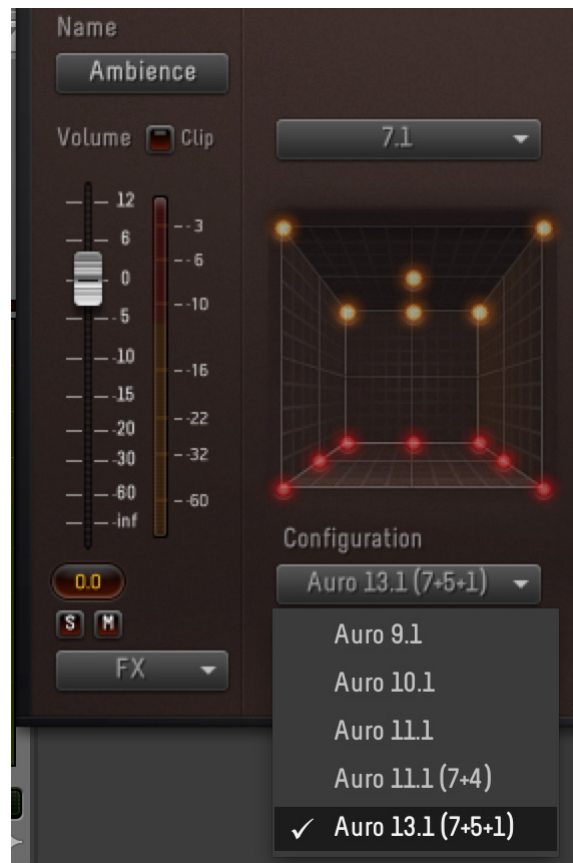 Name
Ambience
Volume Clip
7.1
12
6
0
-5
-10
-15
-20
-30
-60
-inf
-3
-6
-10
-16
-22
-32
-60
0.0
S M
FX
Configuration
Auro 13.1 (7+5+1)
Auro 9.1
Auro 10.1
Auro 11.1
Auro 11.1 (7+4)
✓ Auro 13.1 (7+5+1)